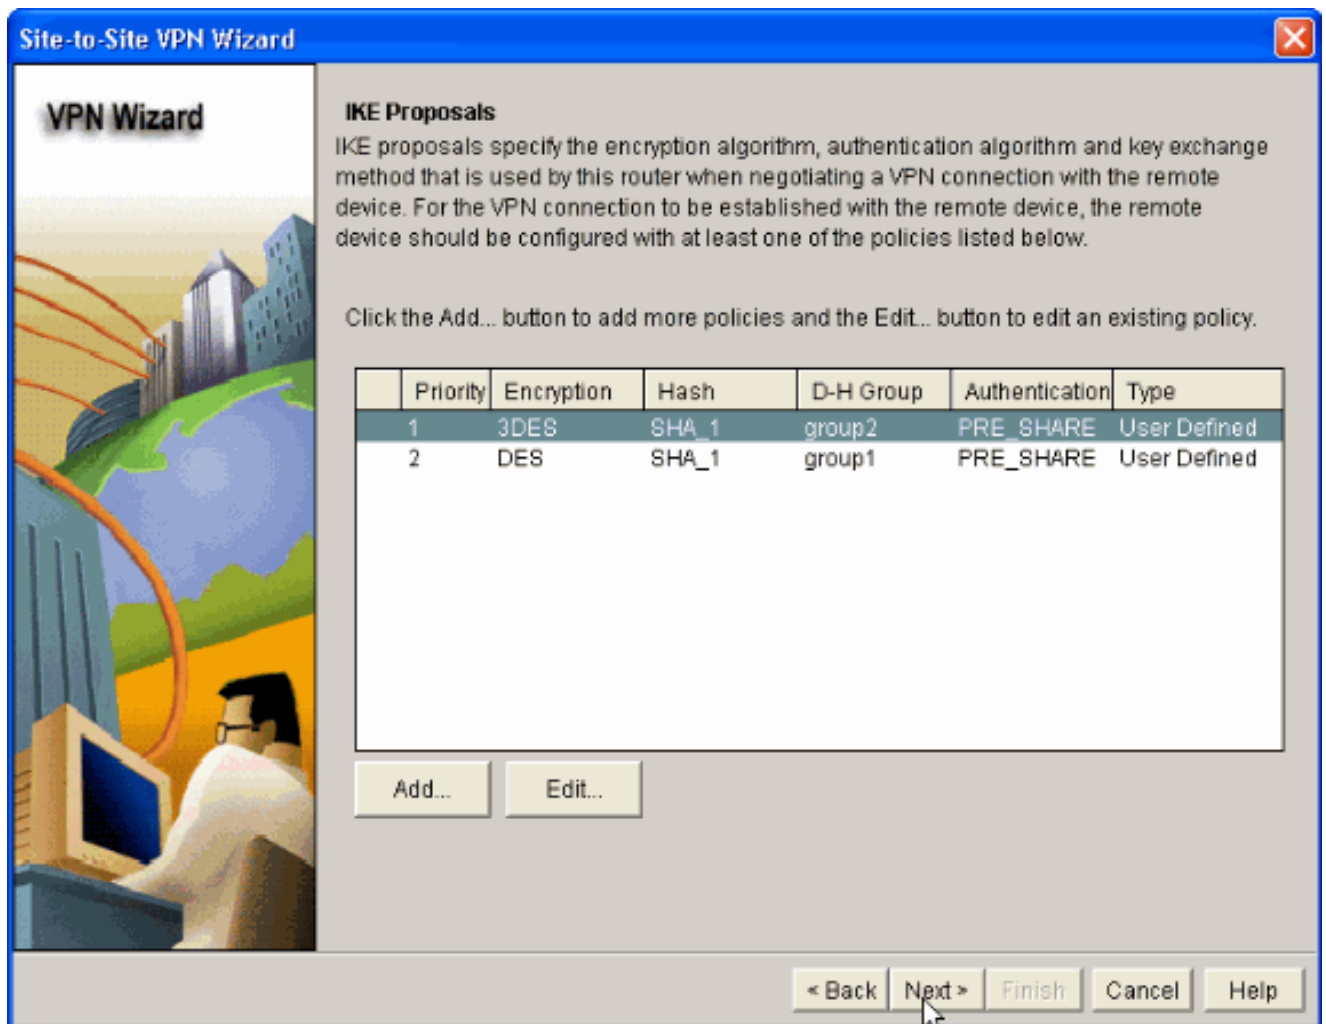 Site-to-Site VPN Wizard
VPN Wizard
IKE Proposals
IKE proposals specify the encryption algorithm, authentication algorithm and key exchange
method that is used by this router when negotiating a VPN connection with the remote
device. For the VPN connection to be established with the remote device, the remote
device should be configured with at least one of the policies listed below.
Click the Add... button to add more policies and the Edit... button to edit an existing policy.
Priority Encryption Hash D-H Group Authentication Type
1 3DES SHA_1 group2 PRE_SHARE User Defined
2 DES SHA_1 group1 PRE_SHARE User Defined
Add... Edit...
< Back Next > Finish Cancel Help